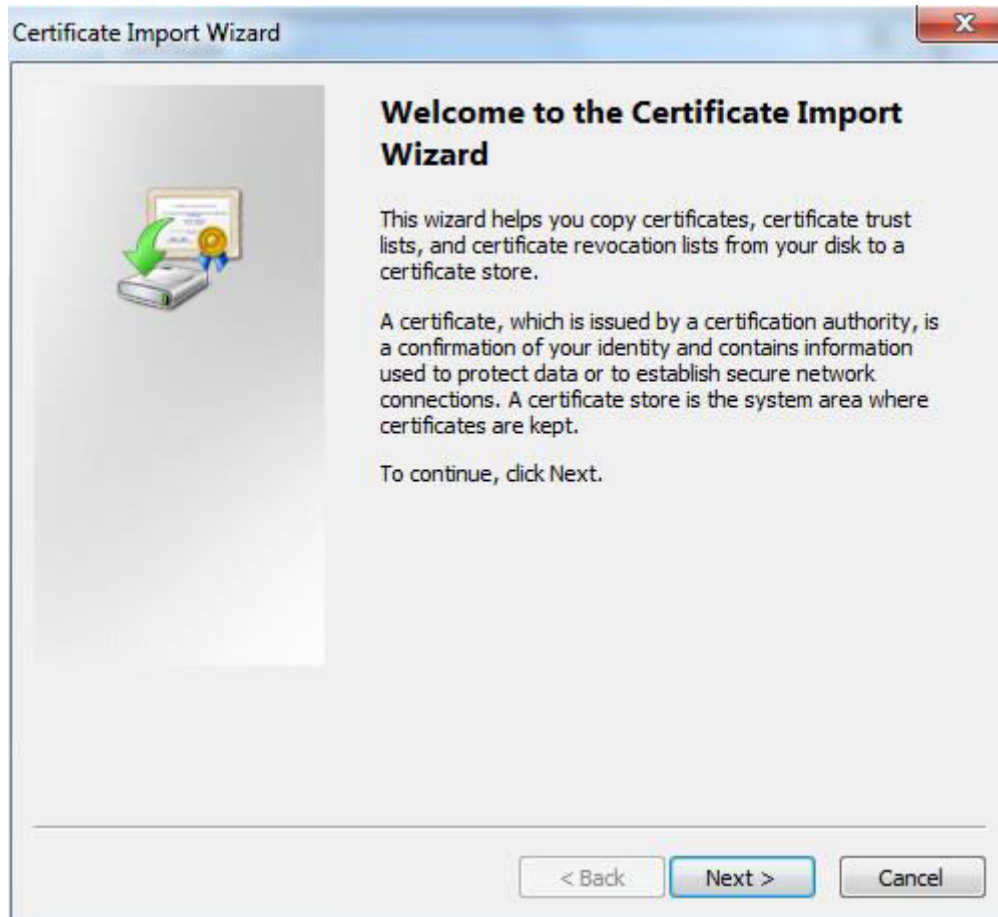 Certificate Import Wizard
Welcome to the Certificate Import
Wizard
This wizard helps you copy certificates, certificate trust
lists, and certificate revocation lists from your disk to a
certificate store.
A certificate, which is issued by a certification authority, is
a confirmation of your identity and contains information
used to protect data or to establish secure network
connections. A certificate store is the system area where
certificates are kept.
To continue, click Next.
< Back
Next >
Cancel